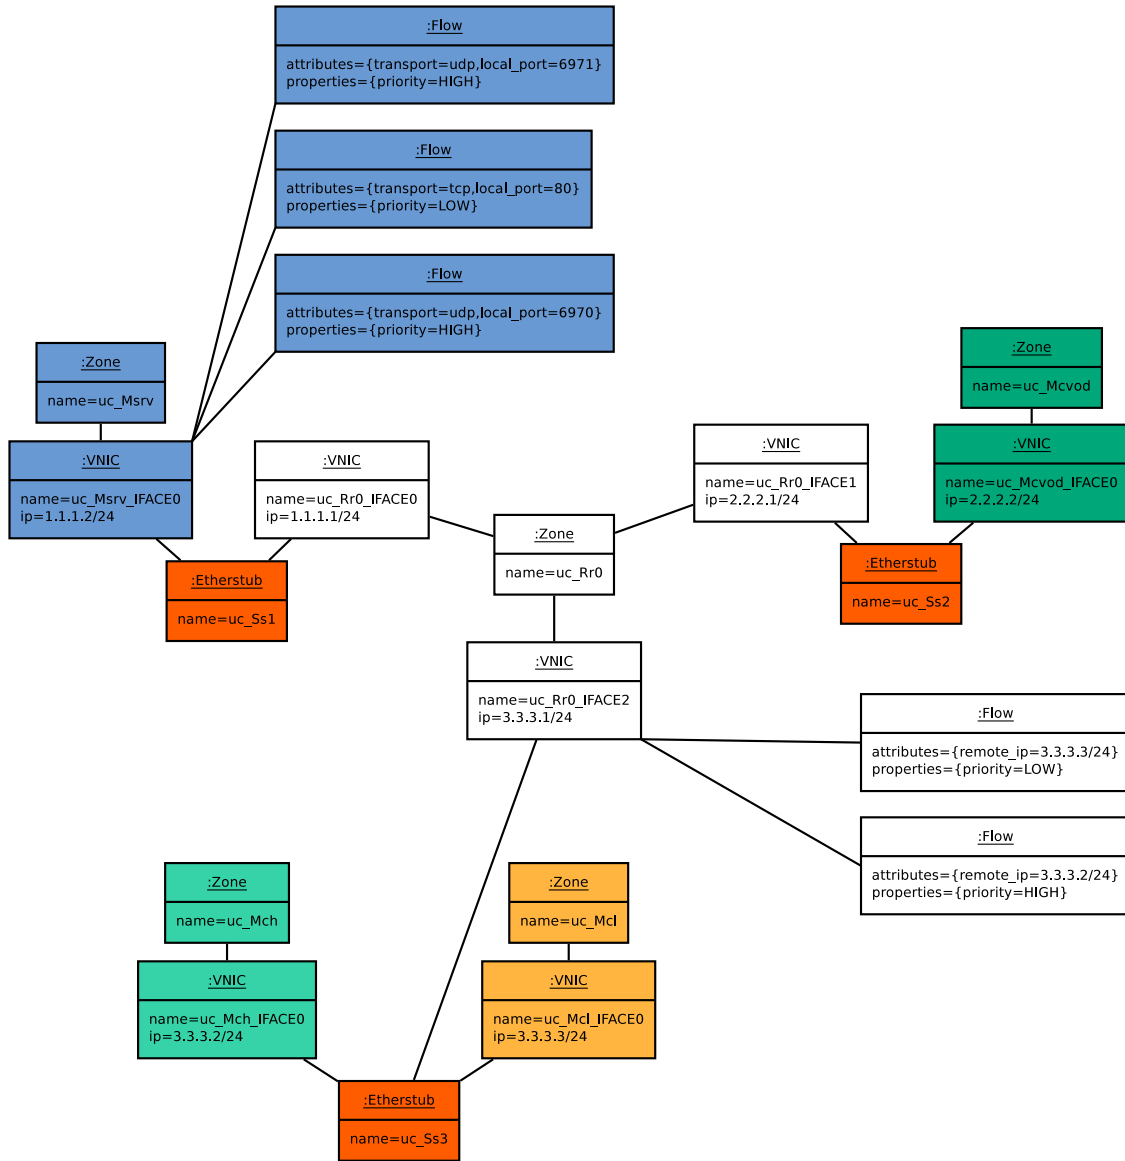 :Flow
attributes={transport=udp,local_port=6971}
properties={priority=HIGH}
:Flow
attributes={transport=tcp,local_port=80}
properties={priority=LOW}
:Flow
attributes={transport=udp,local_port=6970}
properties={priority=HIGH}
:Zone
name=uc_Msrv
:Zone
name=uc_Mcvod
:VNIC
name=uc_Msrv_IFACE0
ip=1.1.1.2/24
:VNIC
name=uc_Rr0_IFACE0
ip=1.1.1.1/24
:VNIC
name=uc_Rr0_IFACE1
ip=2.2.2.1/24
:VNIC
name=uc_Mcvod_IFACE0
ip=2.2.2.2/24
:Zone
name=uc_Rr0
:Etherstub
name=uc_Ss1
:Etherstub
name=uc_Ss2
:VNIC
name=uc_Rr0_IFACE2
ip=3.3.3.1/24
:Flow
attributes={remote_ip=3.3.3.3/24}
properties={priority=LOW}
:Flow
attributes={remote_ip=3.3.3.2/24}
properties={priority=HIGH}
:Zone
name=uc_Mch
:Zone
name=uc_Mcl
:VNIC
name=uc_Mch_IFACE0
ip=3.3.3.2/24
:VNIC
name=uc_Mcl_IFACE0
ip=3.3.3.3/24
:Etherstub
name=uc_Ss3